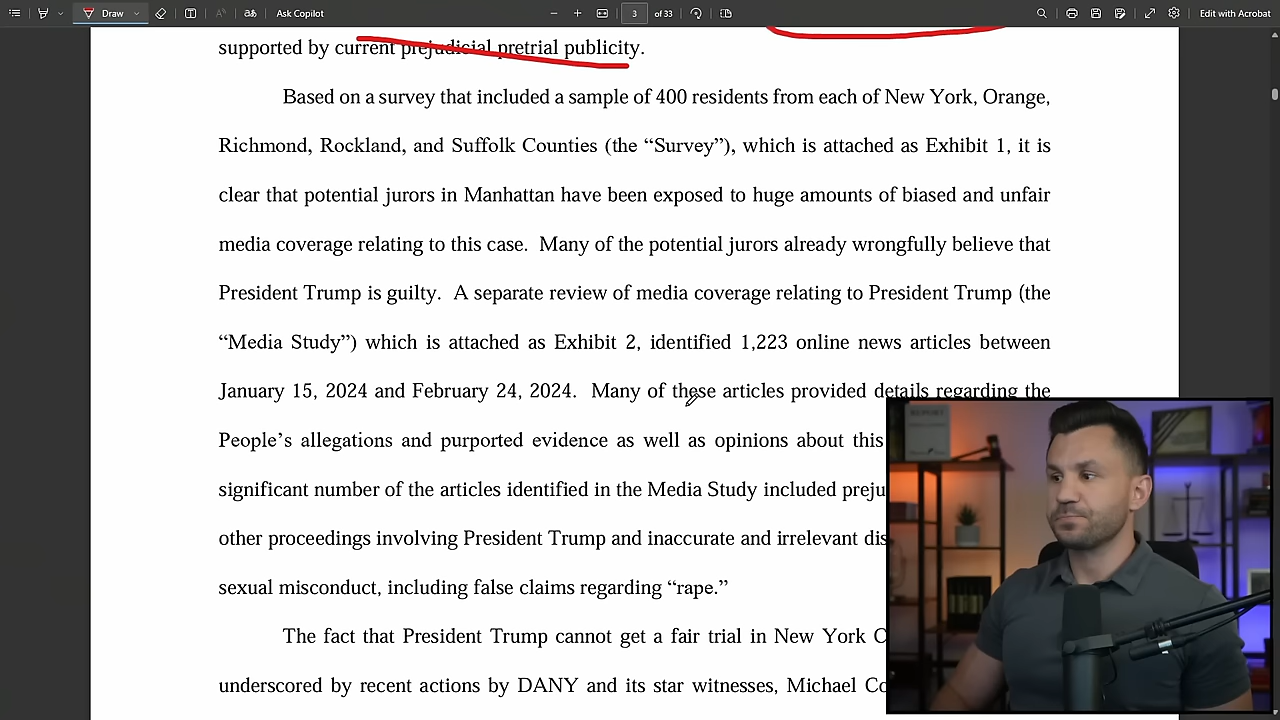 Draw
Ask Copilot
3 of 33
Edit with Acrobat
supported by current prejudicial pretrial publicity.
Based on a survey that included a sample of 400 residents from each of New York, Orange,
Richmond, Rockland, and Suffolk Counties (the “Survey”), which is attached as Exhibit 1, it is
clear that potential jurors in Manhattan have been exposed to huge amounts of biased and unfair
media coverage relating to this case.  Many of the potential jurors already wrongfully believe that
President Trump is guilty.  A separate review of media coverage relating to President Trump (the
“Media Study”) which is attached as Exhibit 2, identified 1,223 online news articles between
January 15, 2024 and February 24, 2024.  Many of these articles provided details regarding the
People’s allegations and purported evidence as well as opinions about this
significant number of the articles identified in the Media Study included preju
other proceedings involving President Trump and inaccurate and irrelevant dis
sexual misconduct, including false claims regarding “rape.”
The fact that President Trump cannot get a fair trial in New York C
underscored by recent actions by DANY and its star witnesses, Michael Co